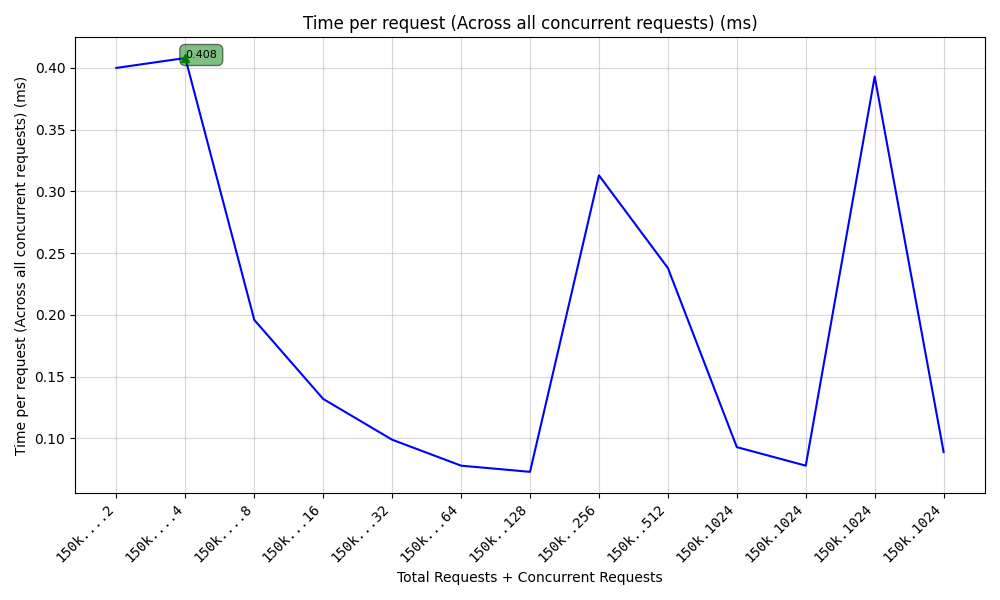 Time per request (Across all concurrent requests) (ms)
Time per request (Across all concurrent requests) (ms)
0.40
0.35
0.30
0.25
0.20
0.15
0.10
0.408
150k....2
150k....4
150k...8
150k...16
150k...32
150k...64
150k..128
150k..256
150k..512
150k.1024
150k.1024
150k.1024
150k.1024
Total Requests + Concurrent Requests